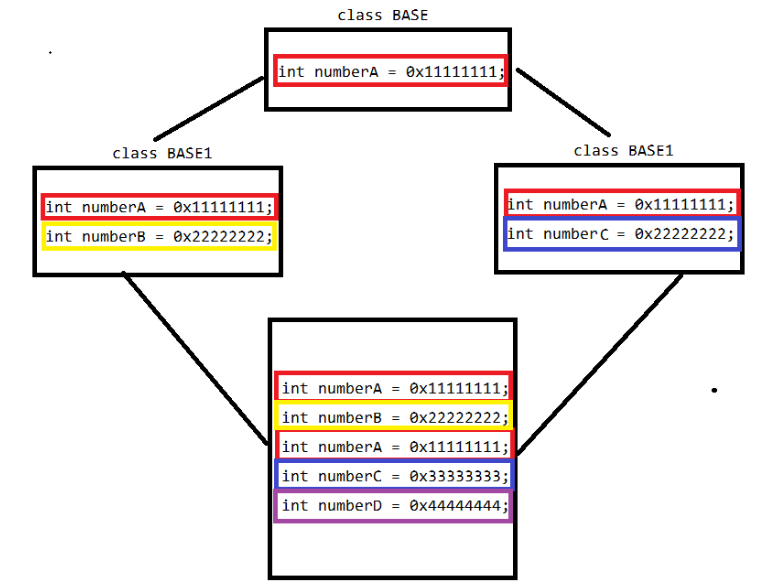 class BASE
int numberA = 0x11111111;
class BASE1
int numberA = 0x11111111;
int numberB = 0x22222222;
class BASE1
int numberA = 0x11111111;
int numberC = 0x22222222;
int numberA = 0x11111111;
int numberB = 0x22222222;
int numberA = 0x11111111;
int numberC = 0x33333333;
int numberD = 0x44444444;